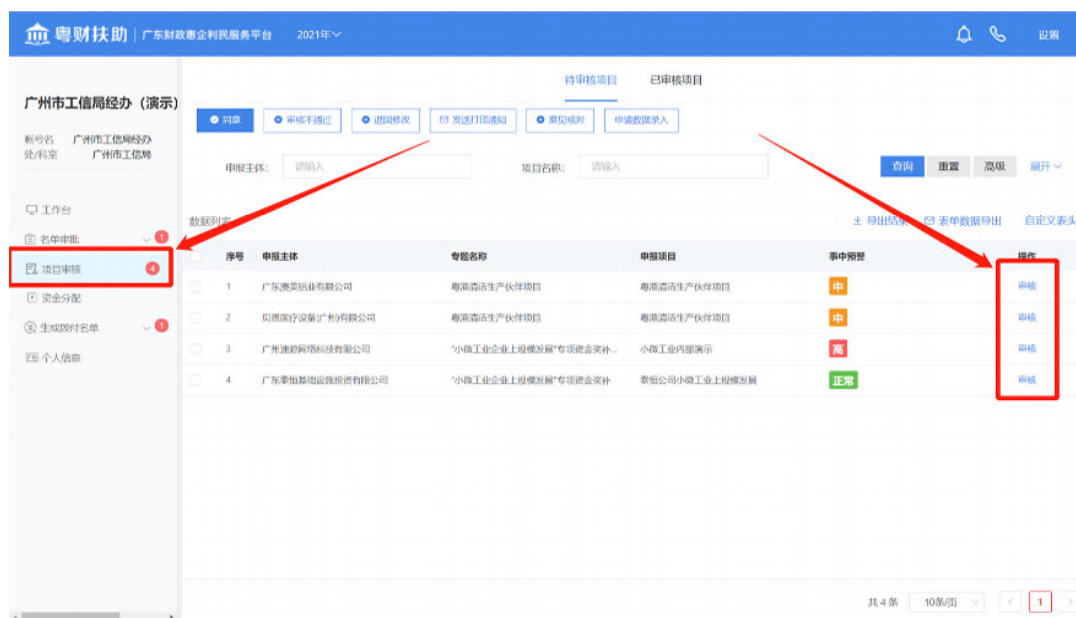 粤财扶助 广东财政惠企利民服务平台 2021年 设置
待审核项目 已审核项目
广州市工信局经办（演示）
同意 审核不通过 退回修改 发送打印通知 意见核对 申请数据录入
帐号名 广州市工信局经办
处/科室 广州市工信局
申报主体： 请输入 项目名称： 请输入 查询 重置 高级 展开
工作台
数据列表 导出结果 表单数据导出 自定义表头
名单审批 1
序号 申报主体 专题名称 申报项目 事中预警 操作
项目审核 4
1 广东澳美铝业有限公司 粤港清洁生产伙伴项目 粤港清洁生产伙伴项目 中 审核
资金分配
2 贝恩医疗设备(广州)有限公司 粤港清洁生产伙伴项目 粤港清洁生产伙伴项目 中 审核
生成拨付名单 1
3 广州速游网络科技有限公司 "小微工业企业上规模发展"专项资金奖补... 小微工业内部演示 高 审核
个人信息
4 广东泰恒基础设施投资有限公司 "小微工业企业上规模发展"专项资金奖补 泰恒公司小微工业上规模发展 正常 审核
共 4 条 10条/页 1